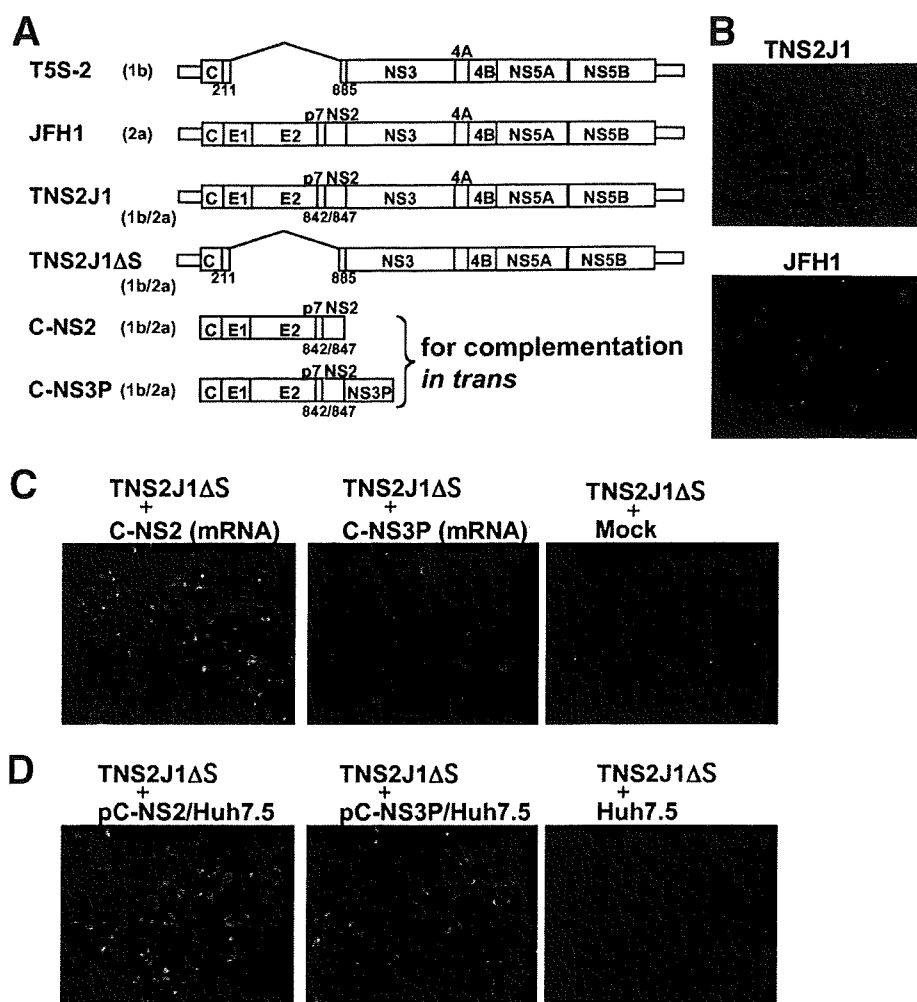 A
T5S-2 (1b)
C
4A
NS3
4B
NS5A
NS5B
211
885
JFH1 (2a)
p7 NS2
4A
C
E1
E2
NS3
4B
NS5A
NS5B
TNS2J1
(1b/2a)
p7 NS2
4A
C
E1
E2
NS3
4B
NS5A
NS5B
842/847
TNS2J1ΔS
(1b/2a)
4A
C
NS3
4B
NS5A
NS5B
211
885
C-NS2 (1b/2a)
p7 NS2
C
E1
E2
842/847
C-NS3P (1b/2a)
p7 NS2
C
E1
E2
NS3P
842/847
for complementation
in trans
B
TNS2J1
JFH1
C
TNS2J1ΔS
+
C-NS2 (mRNA)
TNS2J1ΔS
+
C-NS3P (mRNA)
TNS2J1ΔS
+
Mock
D
TNS2J1ΔS
+
pC-NS2/Huh7.5
TNS2J1ΔS
+
pC-NS3P/Huh7.5
TNS2J1ΔS
+
Huh7.5